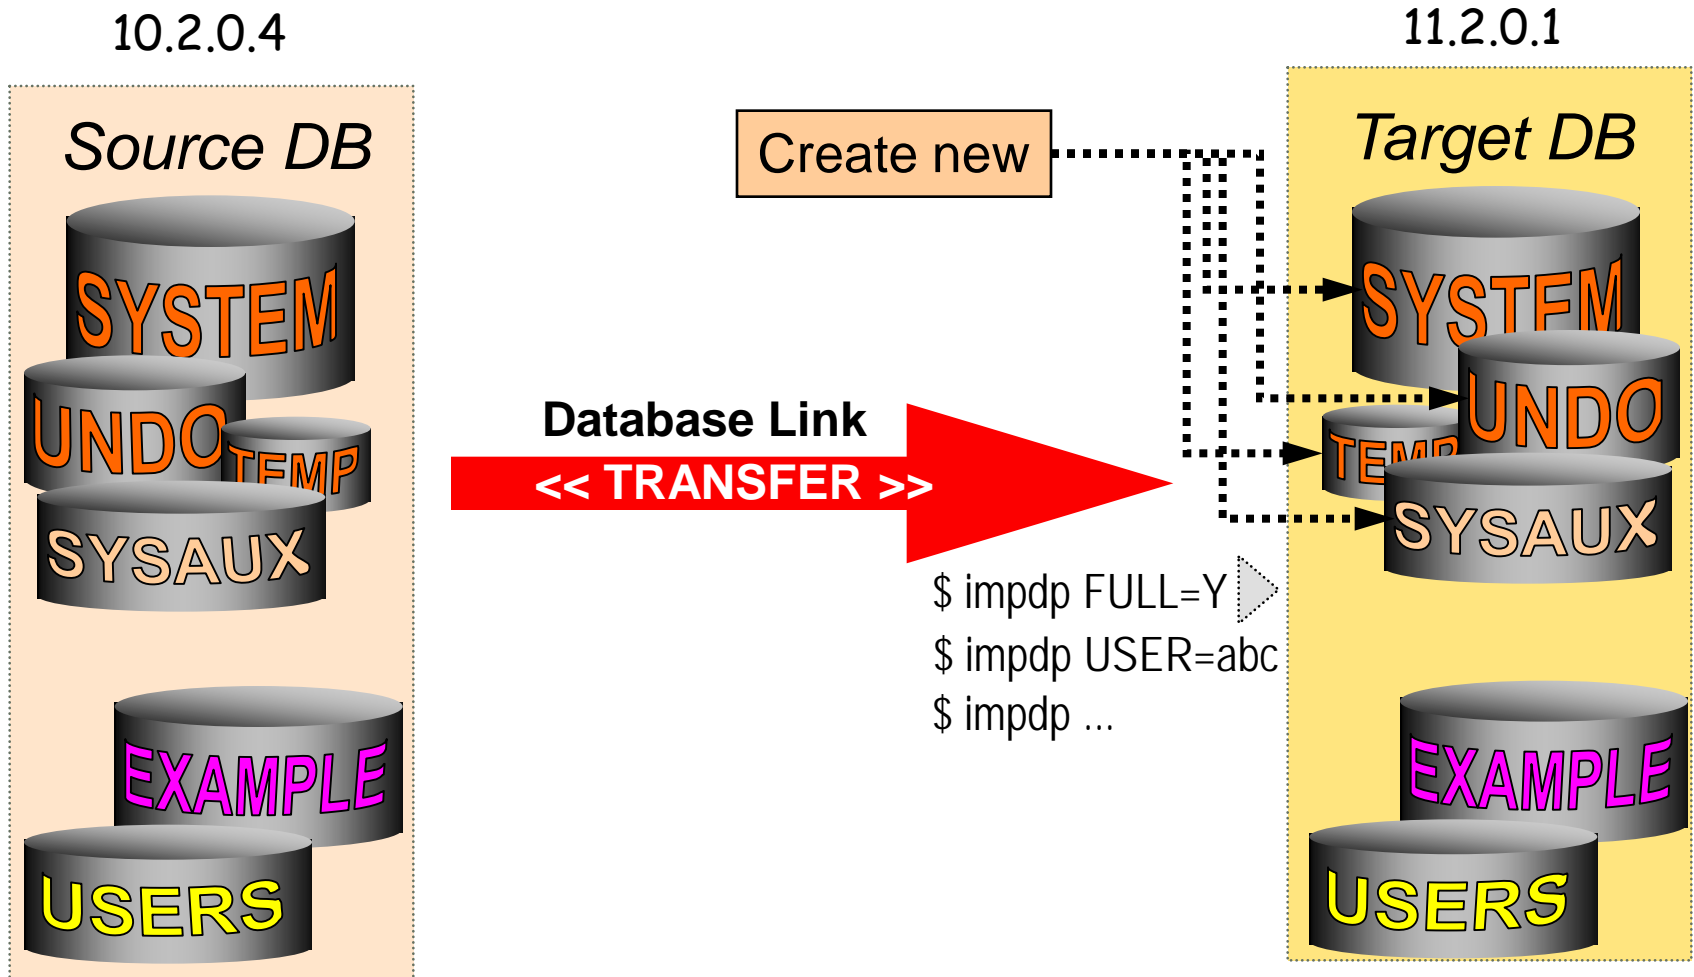 10.2.0.4
Source DB
SYSTEM
UNDO
TEMP
SYSAUX
EXAMPLE
USERS
Create new
Database Link
<< TRANSFER >>
$ impdp FULL=Y
$ impdp USER=abc
$ impdp ...
11.2.0.1
Target DB
SYSTEM
UNDO
TEMP
SYSAUX
EXAMPLE
USERS